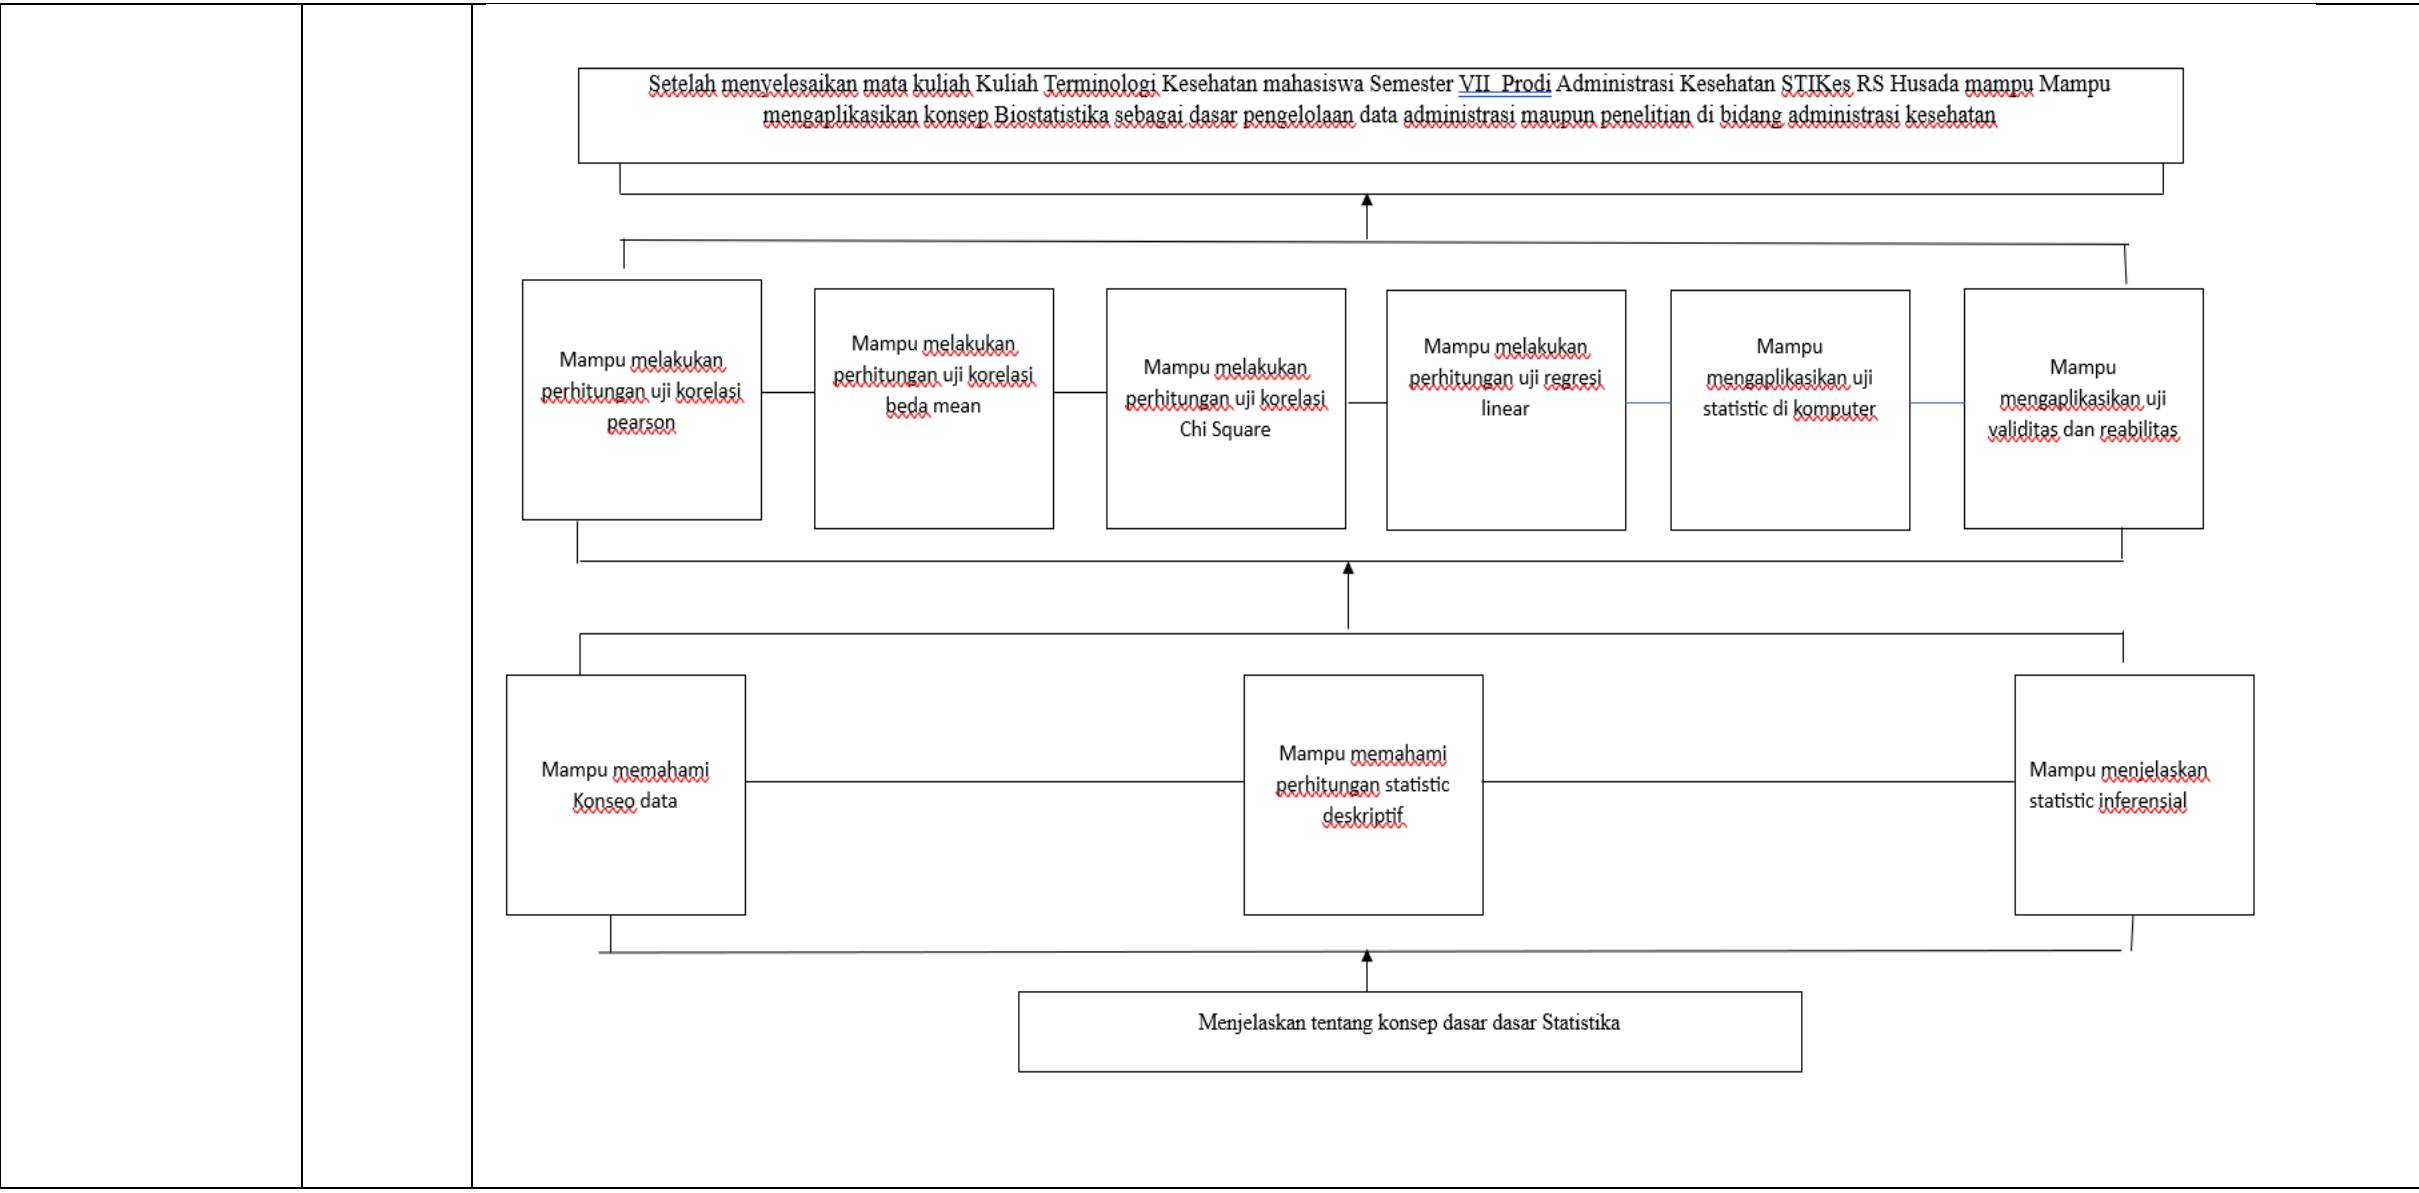 Setelah menyelesaikan mata kuliah Kuliah Terminologi Kesehatan mahasiswa Semester VII Prodi Administrasi Kesehatan STIKes RS Husada mampu Mampu
mengaplikasikan konsep Biostatistika sebagai dasar pengelolaan data administrasi maupun penelitian di bidang administrasi kesehatan
Mampu melakukan
perhitungan uji korelasi
pearson
Mampu melakukan
perhitungan uji korelasi
beda mean
Mampu melakukan
perhitungan uji korelasi
Chi Square
Mampu melakukan
perhitungan uji regresi
linear
Mampu
mengaplikasikan uji
statistic di komputer
Mampu
mengaplikasikan uji
validitas dan reabilitas
Mampu memahami
Konseo data
Mampu memahami
perhitungan statistic
deskriptif
Mampu menjelaskan
statistic inferensial
Menjelaskan tentang konsep dasar dasar Statistika